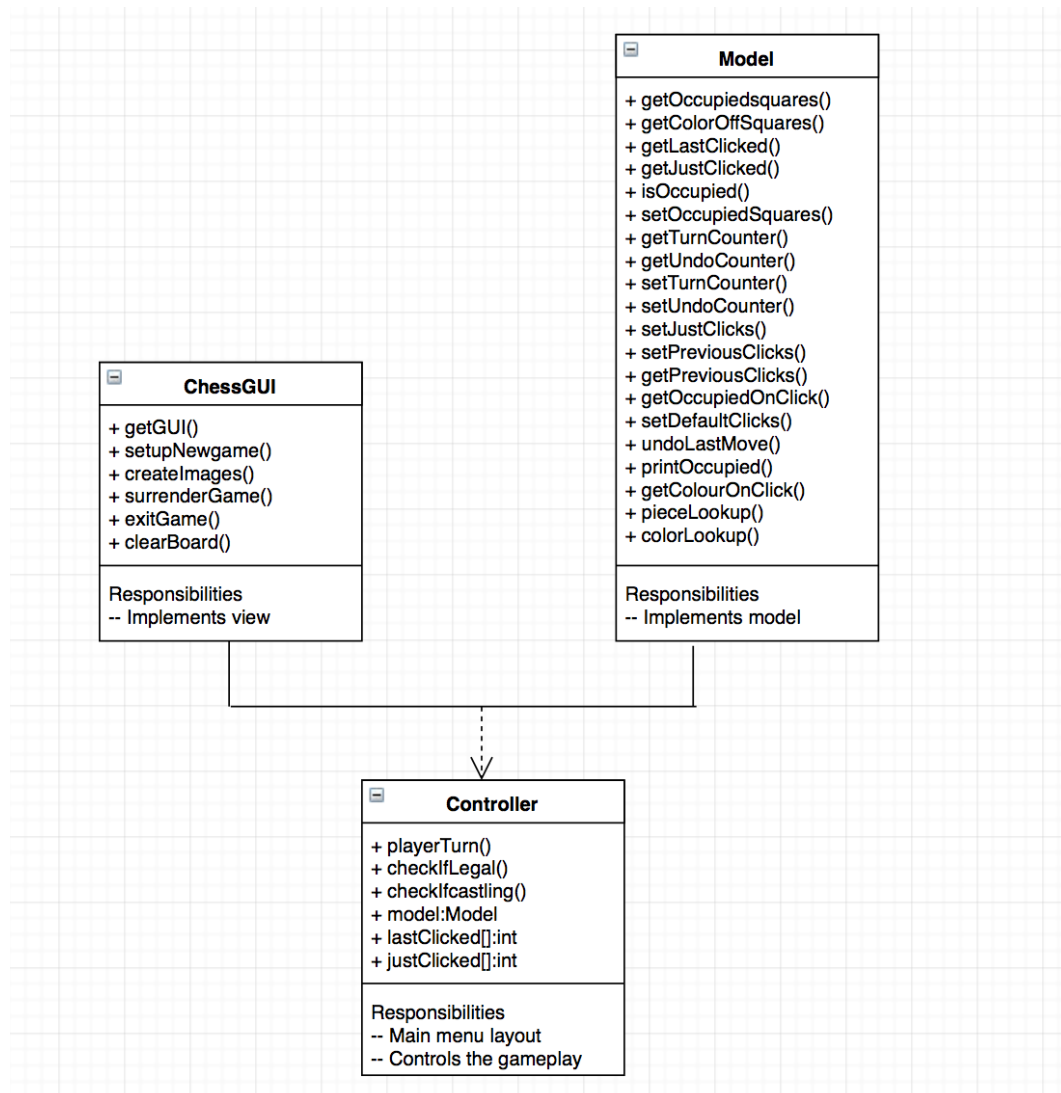 Model
+ getOccupiedsquares()
+ getColorOffSquares()
+ getLastClicked()
+ getJustClicked()
+ isOccupied()
+ setOccupiedSquares()
+ getTurnCounter()
+ getUndoCounter()
+ setTurnCounter()
+ setUndoCounter()
+ setJustClicks()
+ setPreviousClicks()
+ getPreviousClicks()
+ getOccupiedOnClick()
+ setDefaultClicks()
+ undoLastMove()
+ printOccupied()
+ getColourOnClick()
+ pieceLookup()
+ colorLookup()
Responsibilities
-- Implements model
ChessGUI
+ getGUI()
+ setupNewgame()
+ createImages()
+ surrenderGame()
+ exitGame()
+ clearBoard()
Responsibilities
-- Implements view
Controller
+ playerTurn()
+ checkIfLegal()
+ checkIfcastling()
+ model:Model
+ lastClicked[]:int
+ justClicked[]:int
Responsibilities
-- Main menu layout
-- Controls the gameplay